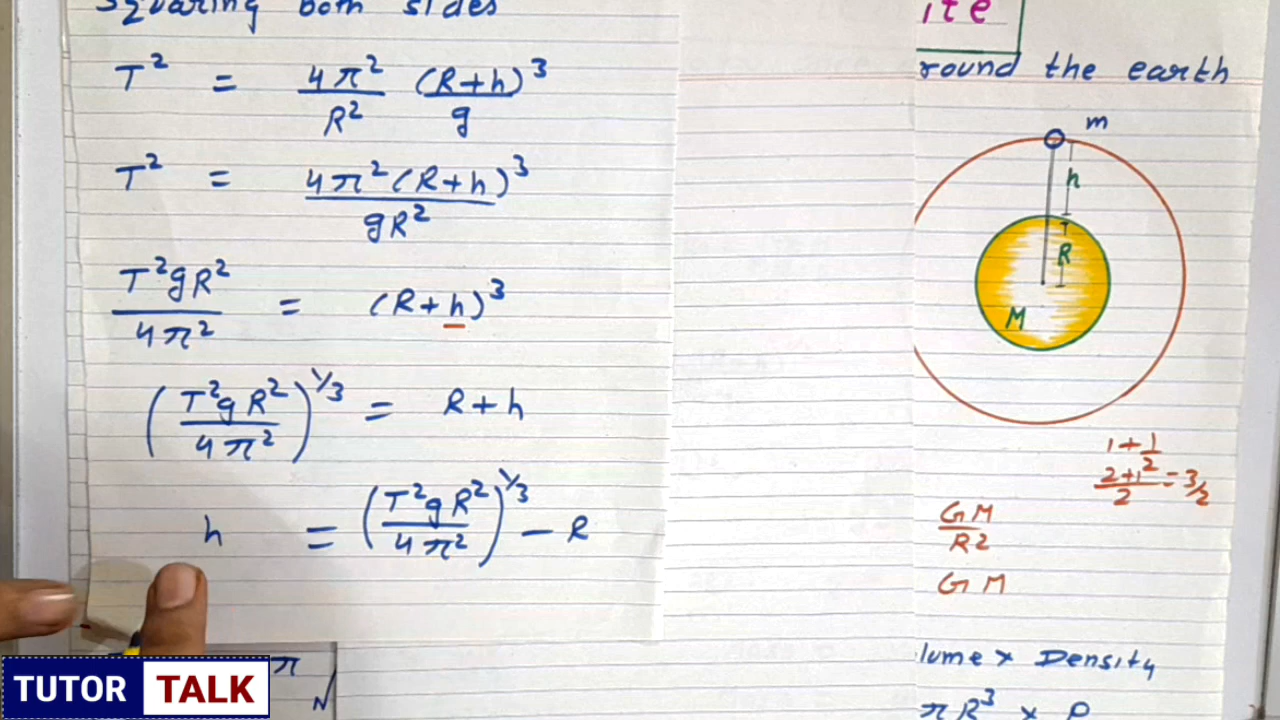 Squaring both sides
T² = 4π²/R² (R+h)³/g
T² = 4π²(R+h)³/gR²
T²gR²/4π² = (R+h)³
(T²gR²/4π²)^1/3 = R+h
h = (T²gR²/4π²)^1/3 - R
π
TUTOR TALK
ite
round the earth
m
h
R
M
1+1/2
2+1/2 = 3/2
GM/R2
GM
lume × Density
πR³ × ρ